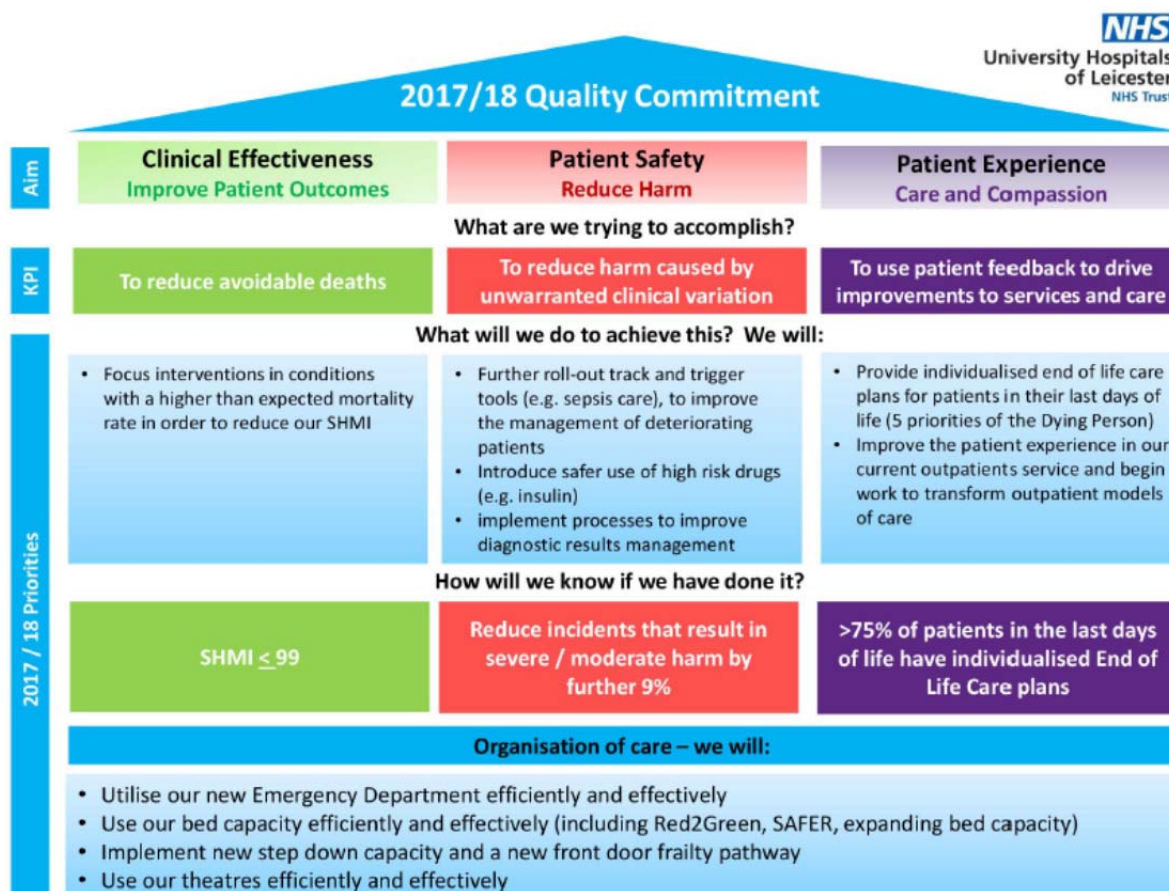 NHS
University Hospitals
of Leicester
NHS Trust
2017/18 Quality Commitment
Aim
Clinical Effectiveness
Improve Patient Outcomes
Patient Safety
Reduce Harm
Patient Experience
Care and Compassion
What are we trying to accomplish?
KPI
To reduce avoidable deaths
To reduce harm caused by
unwarranted clinical variation
To use patient feedback to drive
improvements to services and care
What will we do to achieve this? We will:
2017 / 18 Priorities
• Focus interventions in conditions
with a higher than expected mortality
rate in order to reduce our SHMI
• Further roll-out track and trigger
tools (e.g. sepsis care), to improve
the management of deteriorating
patients
• Introduce safer use of high risk drugs
(e.g. insulin)
• implement processes to improve
diagnostic results management
• Provide individualised end of life care
plans for patients in their last days of
life (5 priorities of the Dying Person)
• Improve the patient experience in our
current outpatients service and begin
work to transform outpatient models
of care
How will we know if we have done it?
SHMI ≤ 99
Reduce incidents that result in
severe / moderate harm by
further 9%
>75% of patients in the last days
of life have individualised End of
Life Care plans
Organisation of care – we will:
• Utilise our new Emergency Department efficiently and effectively
• Use our bed capacity efficiently and effectively (including Red2Green, SAFER, expanding bed capacity)
• Implement new step down capacity and a new front door frailty pathway
• Use our theatres efficiently and effectively